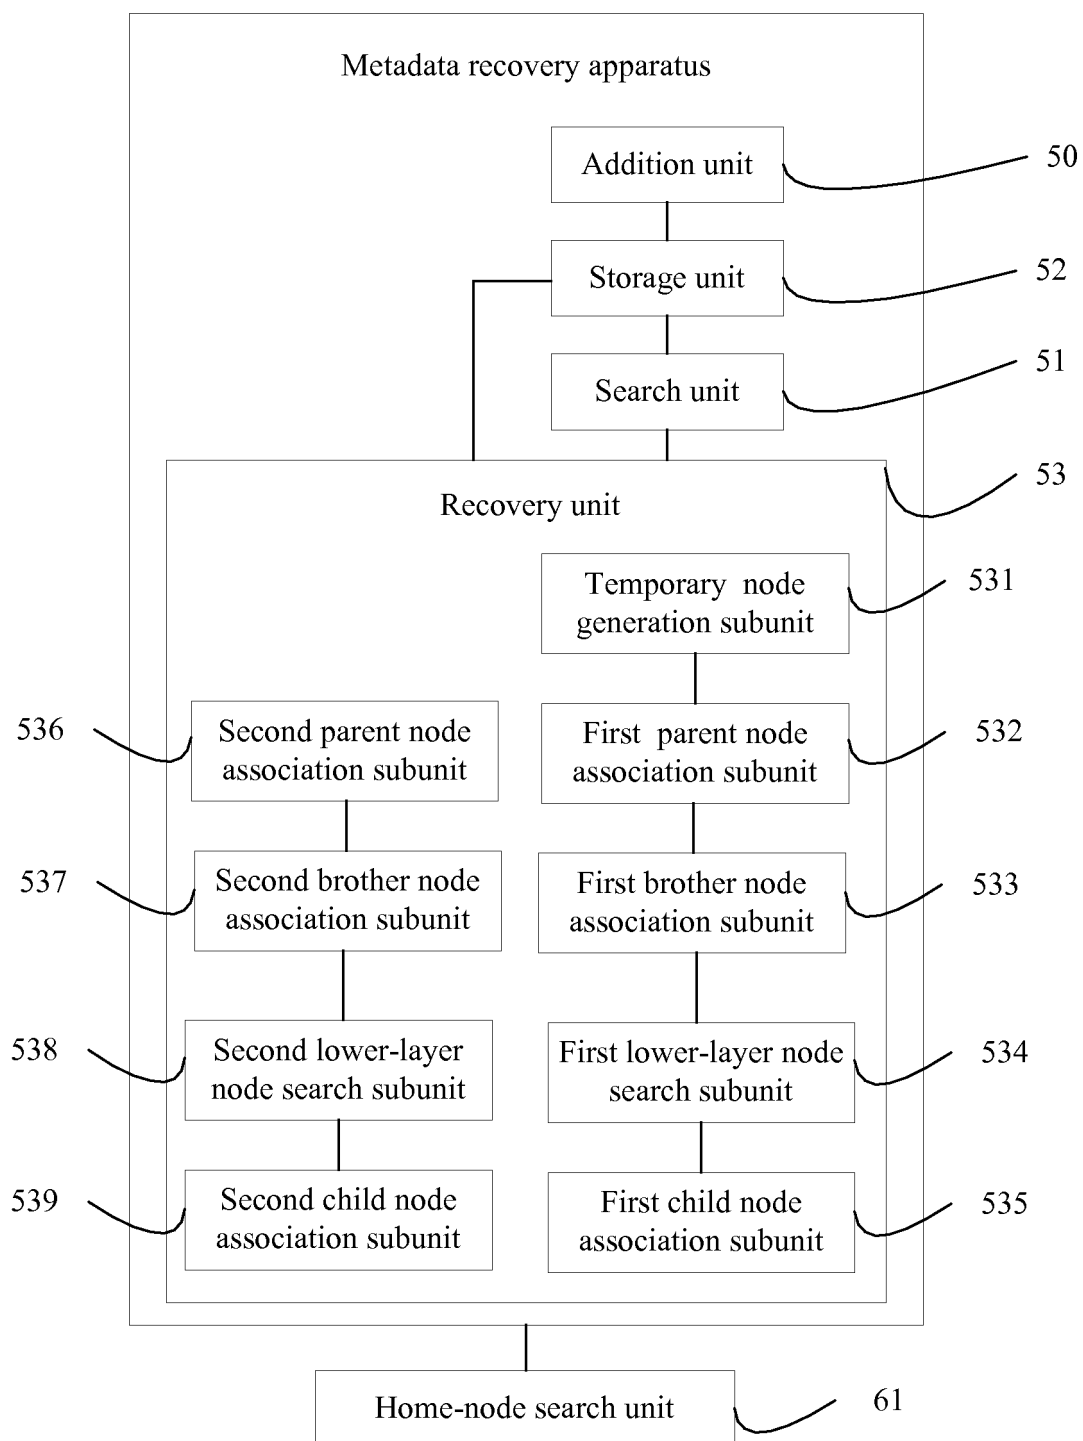 Metadata recovery apparatus
Addition unit
50
Storage unit
52
Search unit
51
53
Recovery unit
Temporary node
generation subunit
531
536
Second parent node
association subunit
First parent node
association subunit
532
537
Second brother node
association subunit
First brother node
association subunit
533
538
Second lower-layer
node search subunit
First lower-layer node
search subunit
534
539
Second child node
association subunit
First child node
association subunit
535
Home-node search unit
61